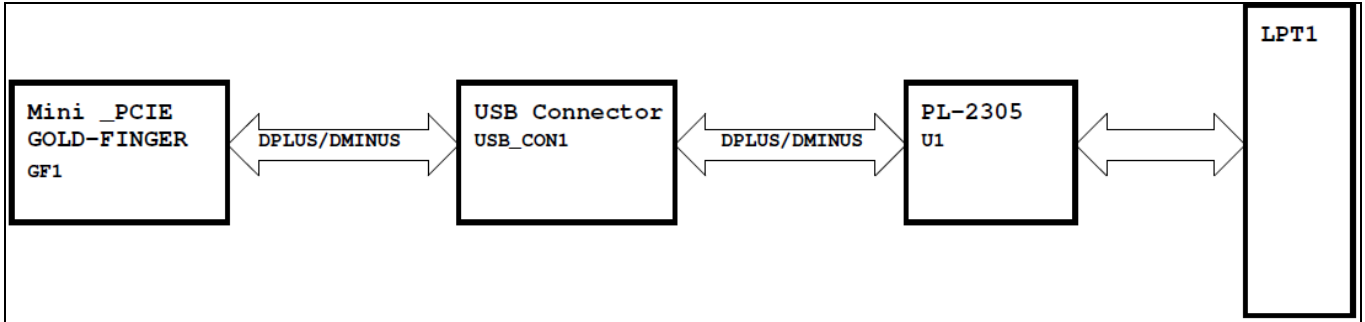 Mini _PCIE
GOLD-FINGER
GF1
DPLUS/DMINUS
USB Connector
USB_CON1
DPLUS/DMINUS
PL-2305
U1
LPT1